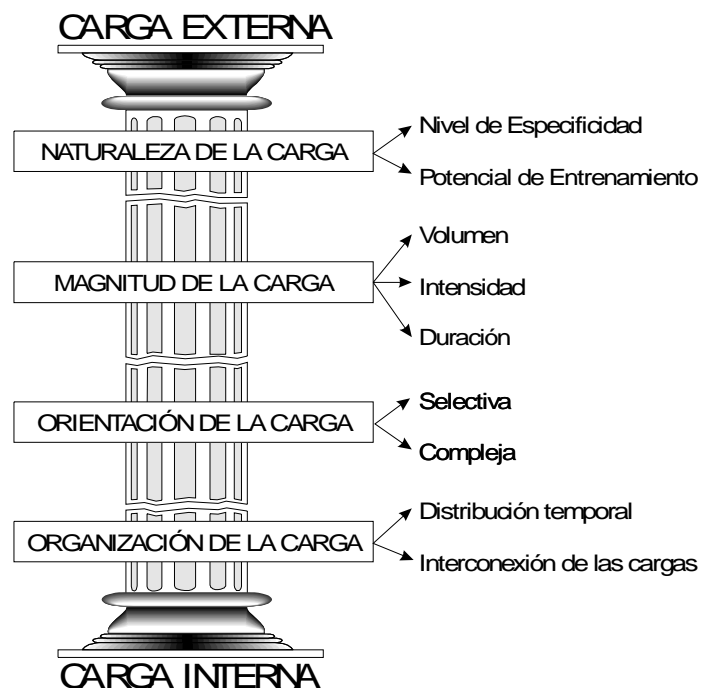 CARGA EXTERNA
NATURALEZA DE LA CARGA
Nivel de Especificidad
Potencial de Entrenamiento
MAGNITUD DE LA CARGA
Volumen
Intensidad
Duración
ORIENTACIÓN DE LA CARGA
Selectiva
Compleja
ORGANIZACIÓN DE LA CARGA
Distribución temporal
Interconexión de las cargas
CARGA INTERNA